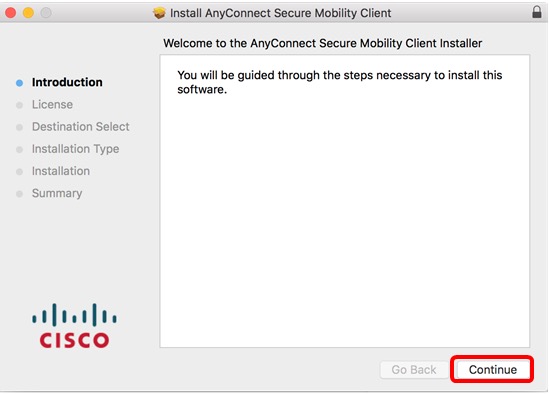 Install AnyConnect Secure Mobility Client
Welcome to the AnyConnect Secure Mobility Client Installer
Introduction
License
Destination Select
Installation Type
Installation
Summary
You will be guided through the steps necessary to install this
software.
CISCO
Go Back
Continue